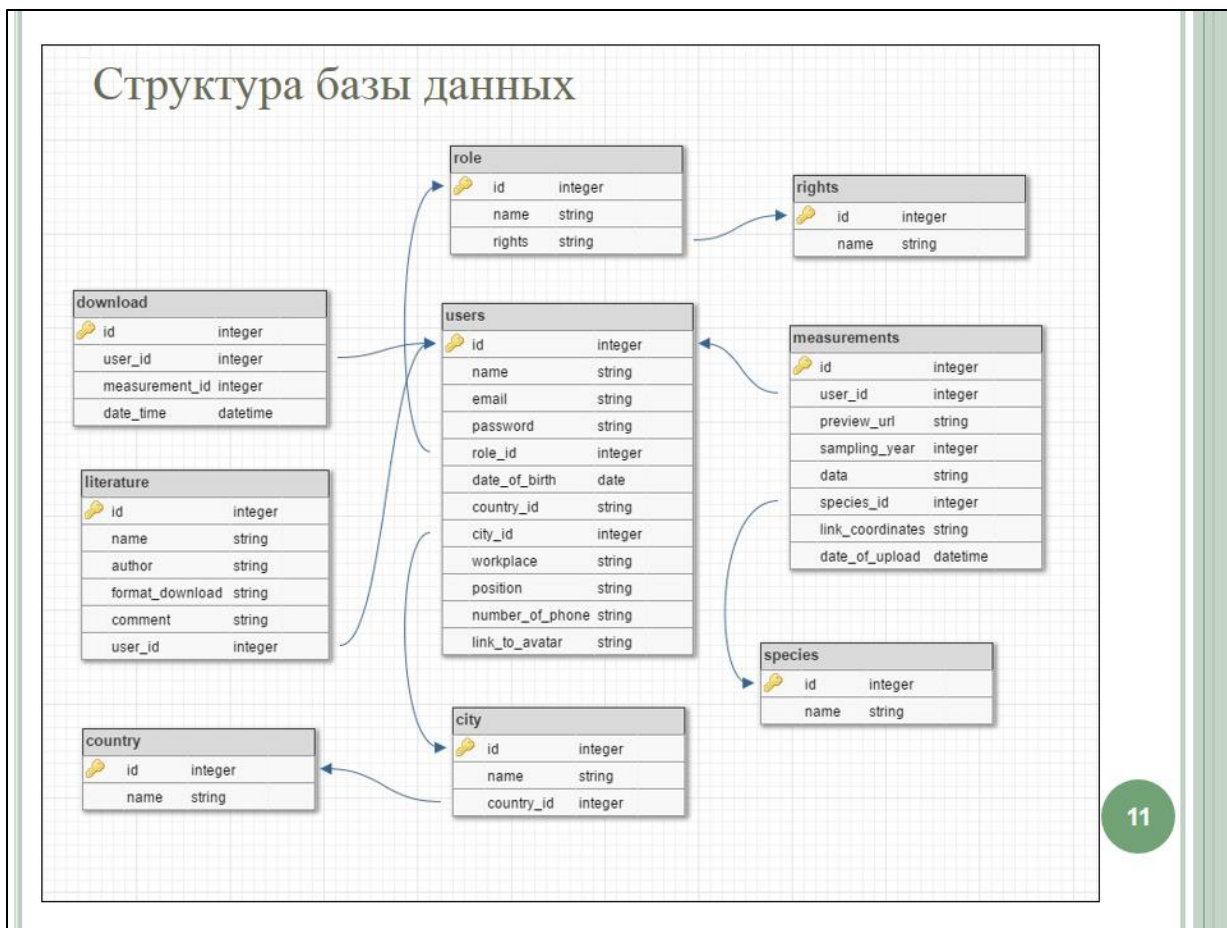 Структура базы данных
role
id integer
name string
rights string
rights
id integer
name string
download
id integer
user_id integer
measurement_id integer
date_time datetime
users
id integer
name string
email string
password string
role_id integer
date_of_birth date
country_id string
city_id integer
workplace string
position string
number_of_phone string
link_to_avatar string
measurements
id integer
user_id integer
preview_url string
sampling_year integer
data string
species_id integer
link_coordinates string
date_of_upload datetime
literature
id integer
name string
author string
format_download string
comment string
user_id integer
species
id integer
name string
country
id integer
name string
city
id integer
name string
country_id integer
11